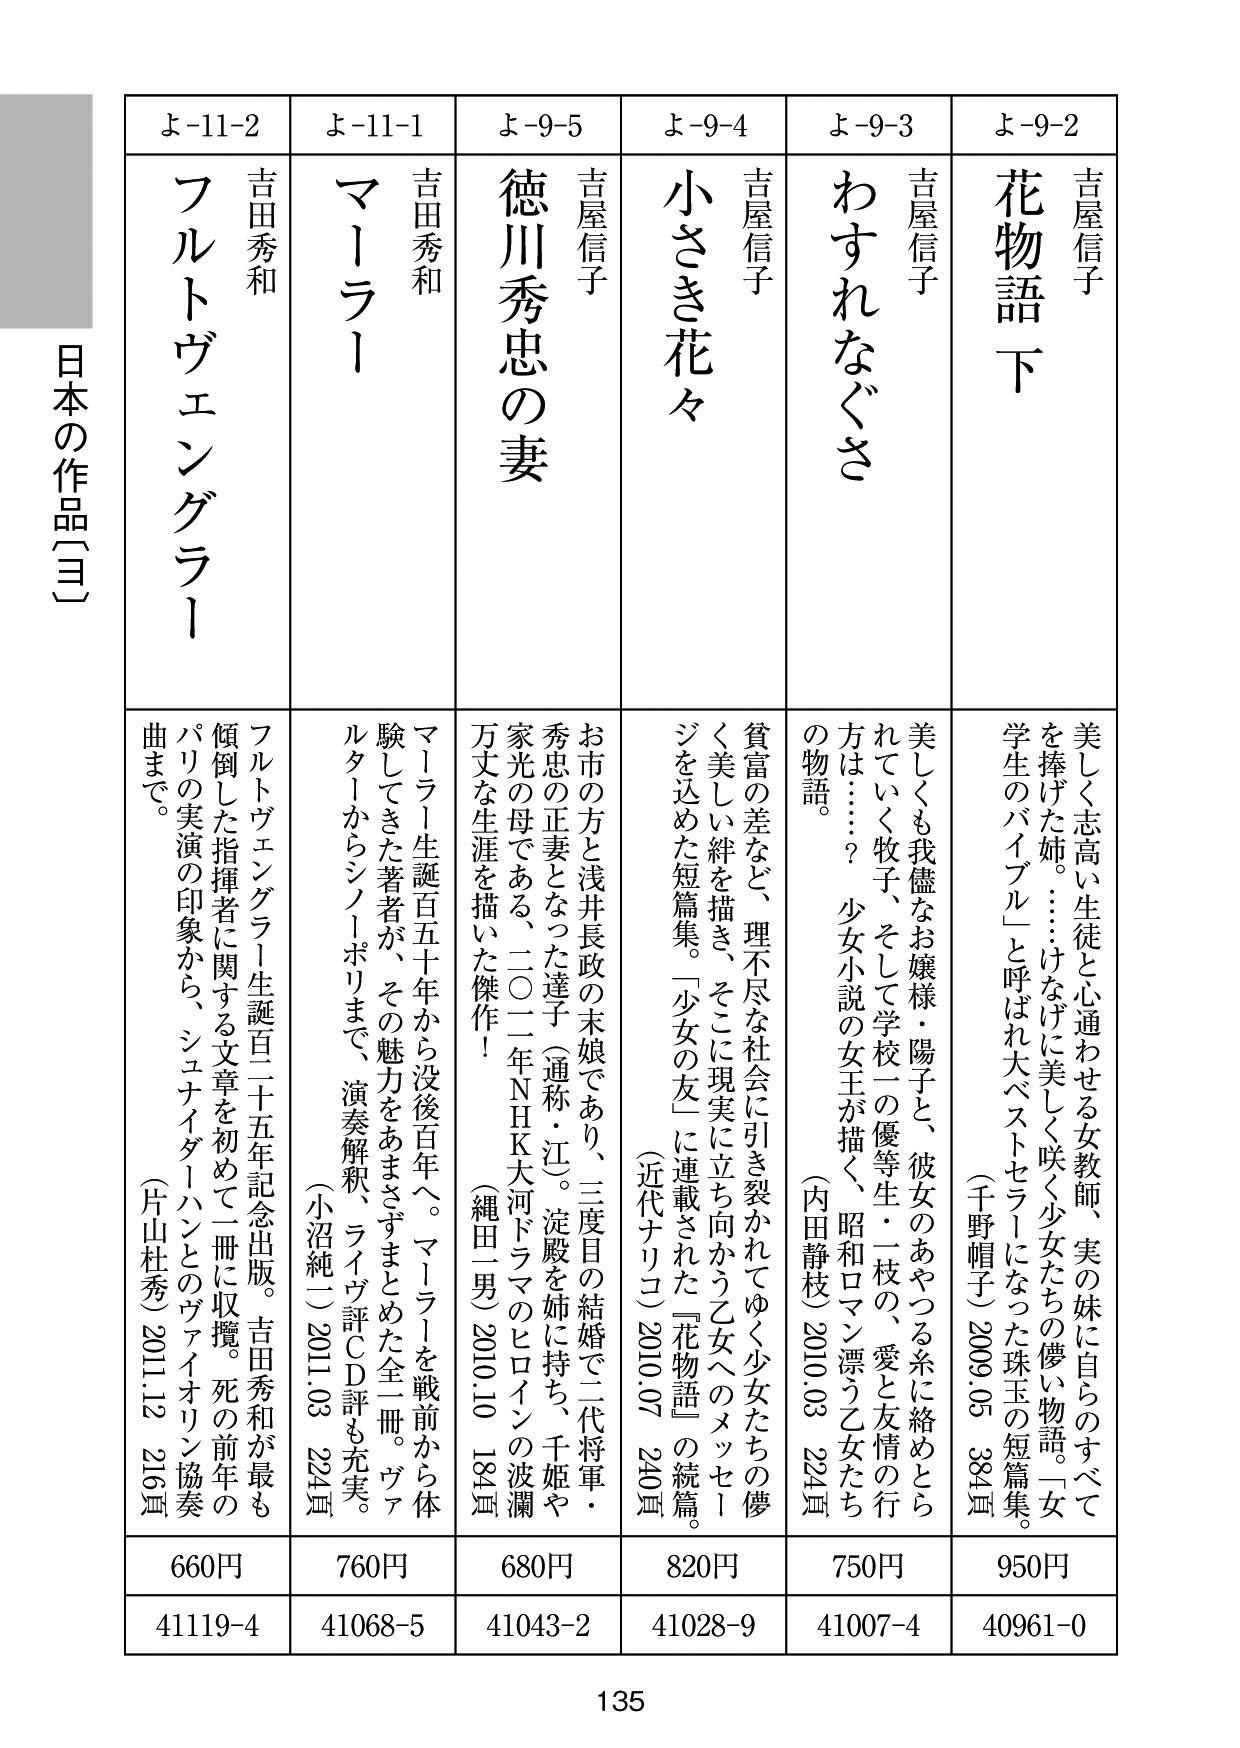 日本の作品〔ヨ〕
よ-9-2
吉屋信子
花物語 下
美しく志高い生徒と心通わせる女教師、実の妹に自らのすべて
を捧げた姉。……けなげに美しく咲く少女たちの儚い物語。「女
学生のバイブル」と呼ばれ大ベストセラーになった珠玉の短篇集。
（千野帽子）2009.05 384頁
950円
40961-0
よ-9-3
吉屋信子
わすれなぐさ
美しくも我儘なお嬢様・陽子と、彼女のあやつる糸に絡めとら
れていく牧子、そして学校一の優等生・一枝の、愛と友情の行
方は……？　少女小説の女王が描く、昭和ロマン漂う乙女たち
の物語。
（内田静枝）2010.03 224頁
750円
41007-4
よ-9-4
吉屋信子
小さき花々
貧富の差など、理不尽な社会に引き裂かれてゆく少女たちの儚
く美しい絆を描き、そこに現実に立ち向かう乙女へのメッセー
ジを込めた短篇集。「少女の友」に連載された『花物語』の続篇。
（近代ナリコ）2010.07 240頁
820円
41028-9
よ-9-5
吉屋信子
徳川秀忠の妻
お市の方と浅井長政の末娘であり、三度目の結婚で二代将軍・
秀忠の正妻となった達子（通称・江）。淀殿を姉に持ち、千姫や
家光の母である、二〇一一年ＮＨＫ大河ドラマのヒロインの波瀾
万丈な生涯を描いた傑作！
（縄田一男）2010.10 184頁
680円
41043-2
よ-11-1
吉田秀和
マーラー
マーラー生誕百五十年から没後百年へ。マーラーを戦前から体
験してきた著者が、その魅力をあまさずまとめた全一冊。ヴァ
ルターからシノーポリまで、演奏解釈、ライヴ評ＣＤ評も充実。
（小沼純一）2011.03 224頁
760円
41068-5
よ-11-2
吉田秀和
フルトヴェングラー
フルトヴェングラー生誕百二十五年記念出版。吉田秀和が最も
傾倒した指揮者に関する文章を初めて一冊に収攬。死の前年の
パリの実演の印象から、シュナイダーハンとのヴァイオリン協奏
曲まで。
（片山杜秀）2011.12 216頁
660円
41119-4
135